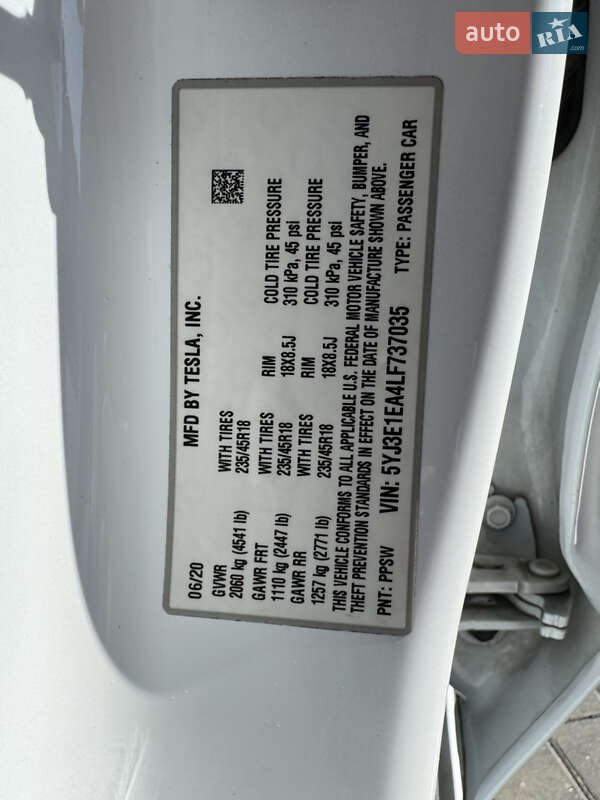 auto RIA.com
MFD BY TESLA, INC.
06/20
GVWR WITH TIRES RIM COLD TIRE PRESSURE
2060 kg (4541 lb) 235/45R18 18X8.5J 310 kPa, 45 psi
GAWR FRT WITH TIRES RIM COLD TIRE PRESSURE
1110 kg (2447 lb) 235/45R18 18X8.5J 310 kPa, 45 psi
GAWR RR WITH TIRES
1257 kg (2771 lb) 235/45R18
THIS VEHICLE CONFORMS TO ALL APPLICABLE U.S. FEDERAL MOTOR VEHICLE SAFETY, BUMPER, AND
THEFT PREVENTION STANDARDS IN EFFECT ON THE DATE OF MANUFACTURE SHOWN ABOVE.
PNT: PPSW VIN: 5YJ3E1EA4LF737035 TYPE: PASSENGER CAR